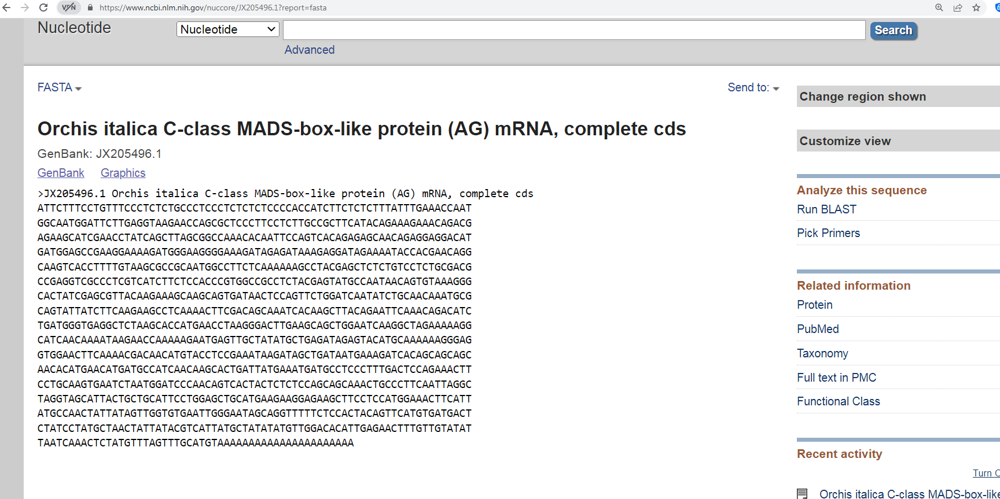 https://www.ncbi.nlm.nih.gov/nuccore/JX205496.1?report=fasta
VPN
Nucleotide
Nucleotide
Search
Advanced
FASTA
Send to:
Orchis italica C-class MADS-box-like protein (AG) mRNA, complete cds
GenBank: JX205496.1
GenBank Graphics
>JX205496.1 Orchis italica C-class MADS-box-like protein (AG) mRNA, complete cds
ATTCTTTCCTGTTTCCCTCTCTGCCCTCCCTCTCTCTCCCCACCATCTTCTCTCTTTATTTGAAACCAAT
GGCAATGGATTCTTGAGGTAAGAACCAGCGCTCCCTTCCTCTTGCCGCTTCATACAGAAAGAAACAGACG
AGAAGCATCGAACCTATCAGCTTAGCGGCCAAACACAATTCCAGTCACAGAGAGCAACAGAGGAGGACAT
GATGGAGCCGAAGGAAAAGATGGGAAGGGGAAAGATAGAGATAAAGAGGATAGAAAATACCACGAACAGG
CAAGTCACCTTTTGTAAGCGCCGCAATGGCCTTCTCAAAAAAGCCTACGAGCTCTCTGTCCTCTGCGACG
CCGAGGTCGCCCTCGTCATCTTCTCCACCCGTGGCCGCCTCTACGAGTATGCCAATAACAGTGTAAAGGG
CACTATCGAGCGTTACAAGAAAGCAAGCAGTGATAACTCCAGTTCTGGATCAATATCTGCAACAAATGCG
CAGTATTATCTTCAAGAAGCCTCAAAACTTCGACAGCAAATCACAAGCTTACAGAATTCAAACAGACATC
TGATGGGTGAGGCTCTAAGCACCATGAACCTAAGGGACTTGAAGCAGCTGGAATCAAGGCTAGAAAAAGG
CATCAACAAAATAAGAACCAAAAAGAATGAGTTGCTATATGCTGAGATAGAGTACATGCAAAAAAGGGAG
GTGGAACTTCAAAACGACAACATGTACCTCCGAAATAAGATAGCTGATAATGAAAGATCACAGCAGCAGC
AACACATGAACATGATGCCATCAACAAGCACTGATTATGAAATGATGCCTCCCTTTGACTCCAGAAACTT
CCTGCAAGTGAATCTAATGGATCCCAACAGTCACTACTCTCTCCAGCAGCAAACTGCCCTTCAATTAGGC
TAGGTAGCATTACTGCTGCATTCCTGGAGCTGCATGAAGAAGGAGAAGCTTCCTCCATGGAAACTTCATT
ATGCCAACTATTATAGTTGGTGTGAATTGGGAATAGCAGGTTTTTCTCCACTACAGTTCATGTGATGACT
CTATCCTATGCTAACTATTATACGTCATTATGCTATATATGTTGGACACATTGAGAACTTTGTTGTATAT
TAATCAAACTCTATGTTTAGTTTGCATGTAAAAAAAAAAAAAAAAAAAAAA
Change region shown
Customize view
Analyze this sequence
Run BLAST
Pick Primers
Related information
Protein
PubMed
Taxonomy
Full text in PMC
Functional Class
Recent activity
Turn
Orchis italica C-class MADS-box-like